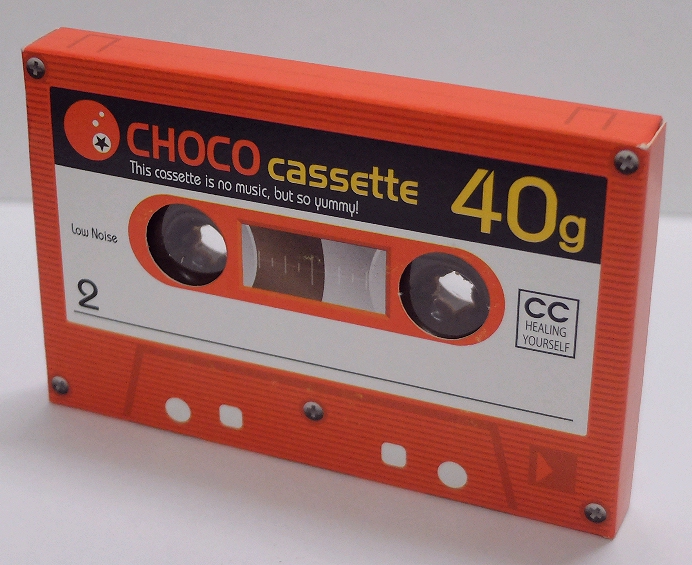 CHOCO cassette
This cassette is no music, but so yummy!
40g
Low Noise
2
CC
HEALING
YOURSELF